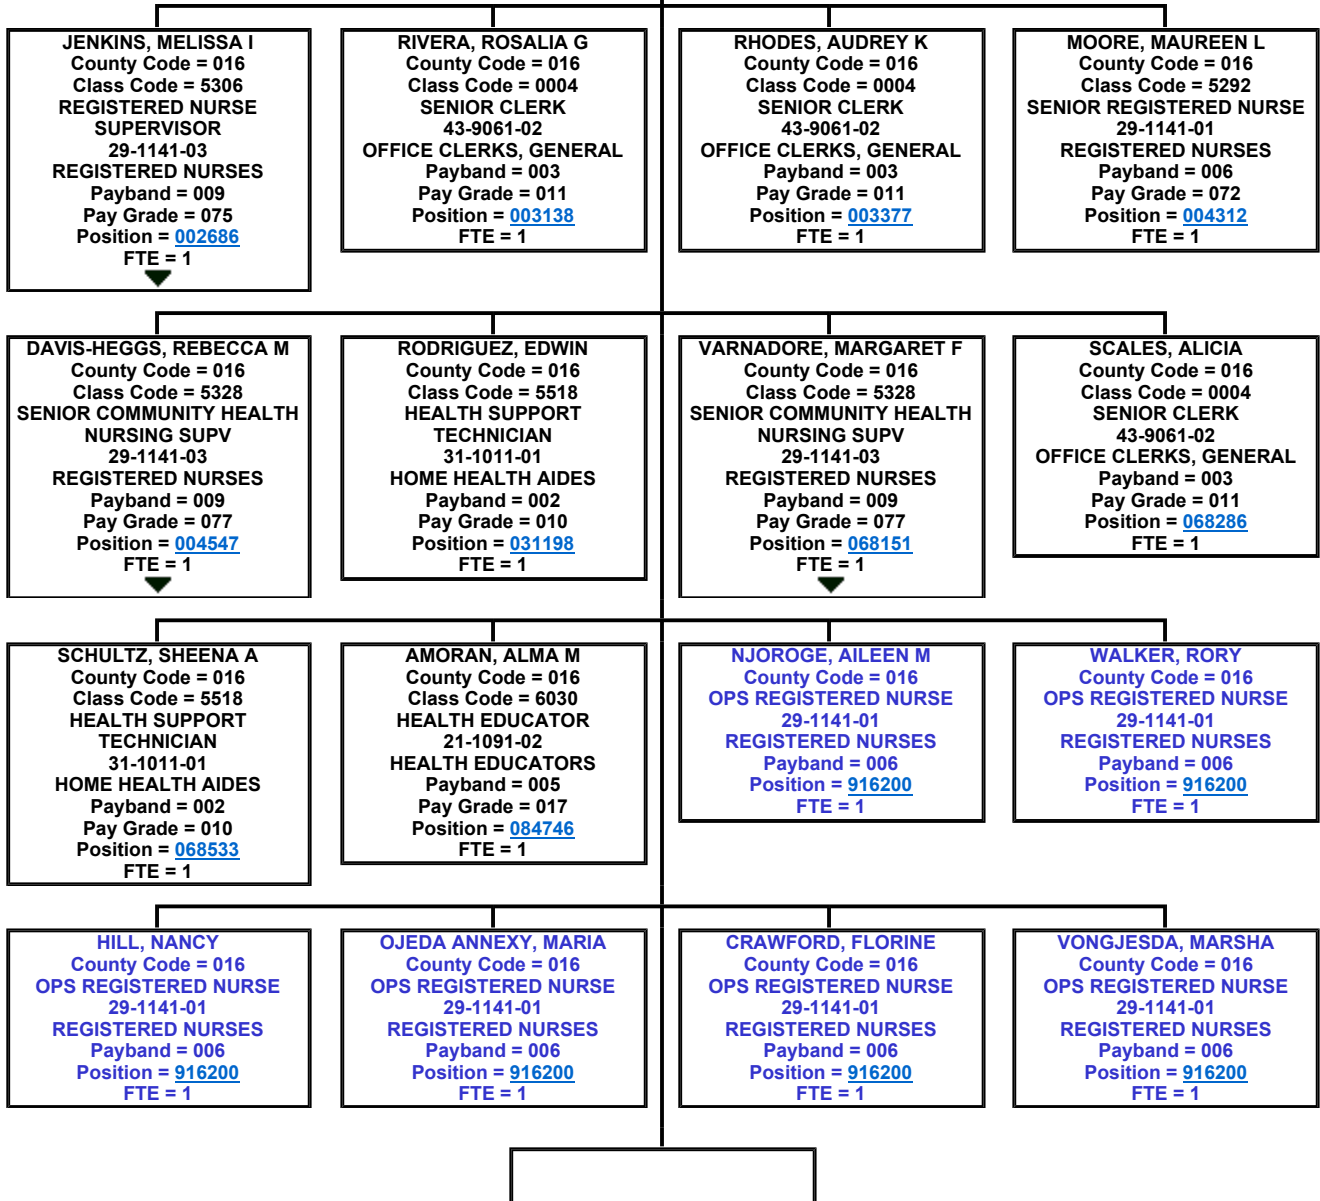 JENKINS, MELISSA I
County Code = 016
Class Code = 5306
REGISTERED NURSE
SUPERVISOR
29-1141-03
REGISTERED NURSES
Payband = 009
Pay Grade = 075
Position = 002686
FTE = 1
RIVERA, ROSALIA G
County Code = 016
Class Code = 0004
SENIOR CLERK
43-9061-02
OFFICE CLERKS, GENERAL
Payband = 003
Pay Grade = 011
Position = 003138
FTE = 1
RHODES, AUDREY K
County Code = 016
Class Code = 0004
SENIOR CLERK
43-9061-02
OFFICE CLERKS, GENERAL
Payband = 003
Pay Grade = 011
Position = 003377
FTE = 1
MOORE, MAUREEN L
County Code = 016
Class Code = 5292
SENIOR REGISTERED NURSE
29-1141-01
REGISTERED NURSES
Payband = 006
Pay Grade = 072
Position = 004312
FTE = 1
DAVIS-HEGGS, REBECCA M
County Code = 016
Class Code = 5328
SENIOR COMMUNITY HEALTH
NURSING SUPV
29-1141-03
REGISTERED NURSES
Payband = 009
Pay Grade = 077
Position = 004547
FTE = 1
RODRIGUEZ, EDWIN
County Code = 016
Class Code = 5518
HEALTH SUPPORT
TECHNICIAN
31-1011-01
HOME HEALTH AIDES
Payband = 002
Pay Grade = 010
Position = 031198
FTE = 1
VARNADORE, MARGARET F
County Code = 016
Class Code = 5328
SENIOR COMMUNITY HEALTH
NURSING SUPV
29-1141-03
REGISTERED NURSES
Payband = 009
Pay Grade = 077
Position = 068151
FTE = 1
SCALES, ALICIA
County Code = 016
Class Code = 0004
SENIOR CLERK
43-9061-02
OFFICE CLERKS, GENERAL
Payband = 003
Pay Grade = 011
Position = 068286
FTE = 1
SCHULTZ, SHEENA A
County Code = 016
Class Code = 5518
HEALTH SUPPORT
TECHNICIAN
31-1011-01
HOME HEALTH AIDES
Payband = 002
Pay Grade = 010
Position = 068533
FTE = 1
AMORAN, ALMA M
County Code = 016
Class Code = 6030
HEALTH EDUCATOR
21-1091-02
HEALTH EDUCATORS
Payband = 005
Pay Grade = 017
Position = 084746
FTE = 1
NJOROGE, AILEEN M
County Code = 016
OPS REGISTERED NURSE
29-1141-01
REGISTERED NURSES
Payband = 006
Position = 916200
FTE = 1
WALKER, RORY
County Code = 016
OPS REGISTERED NURSE
29-1141-01
REGISTERED NURSES
Payband = 006
Position = 916200
FTE = 1
HILL, NANCY
County Code = 016
OPS REGISTERED NURSE
29-1141-01
REGISTERED NURSES
Payband = 006
Position = 916200
FTE = 1
OJEDA ANNEXY, MARIA
County Code = 016
OPS REGISTERED NURSE
29-1141-01
REGISTERED NURSES
Payband = 006
Position = 916200
FTE = 1
CRAWFORD, FLORINE
County Code = 016
OPS REGISTERED NURSE
29-1141-01
REGISTERED NURSES
Payband = 006
Position = 916200
FTE = 1
VONGJESDA, MARSHA
County Code = 016
OPS REGISTERED NURSE
29-1141-01
REGISTERED NURSES
Payband = 006
Position = 916200
FTE = 1